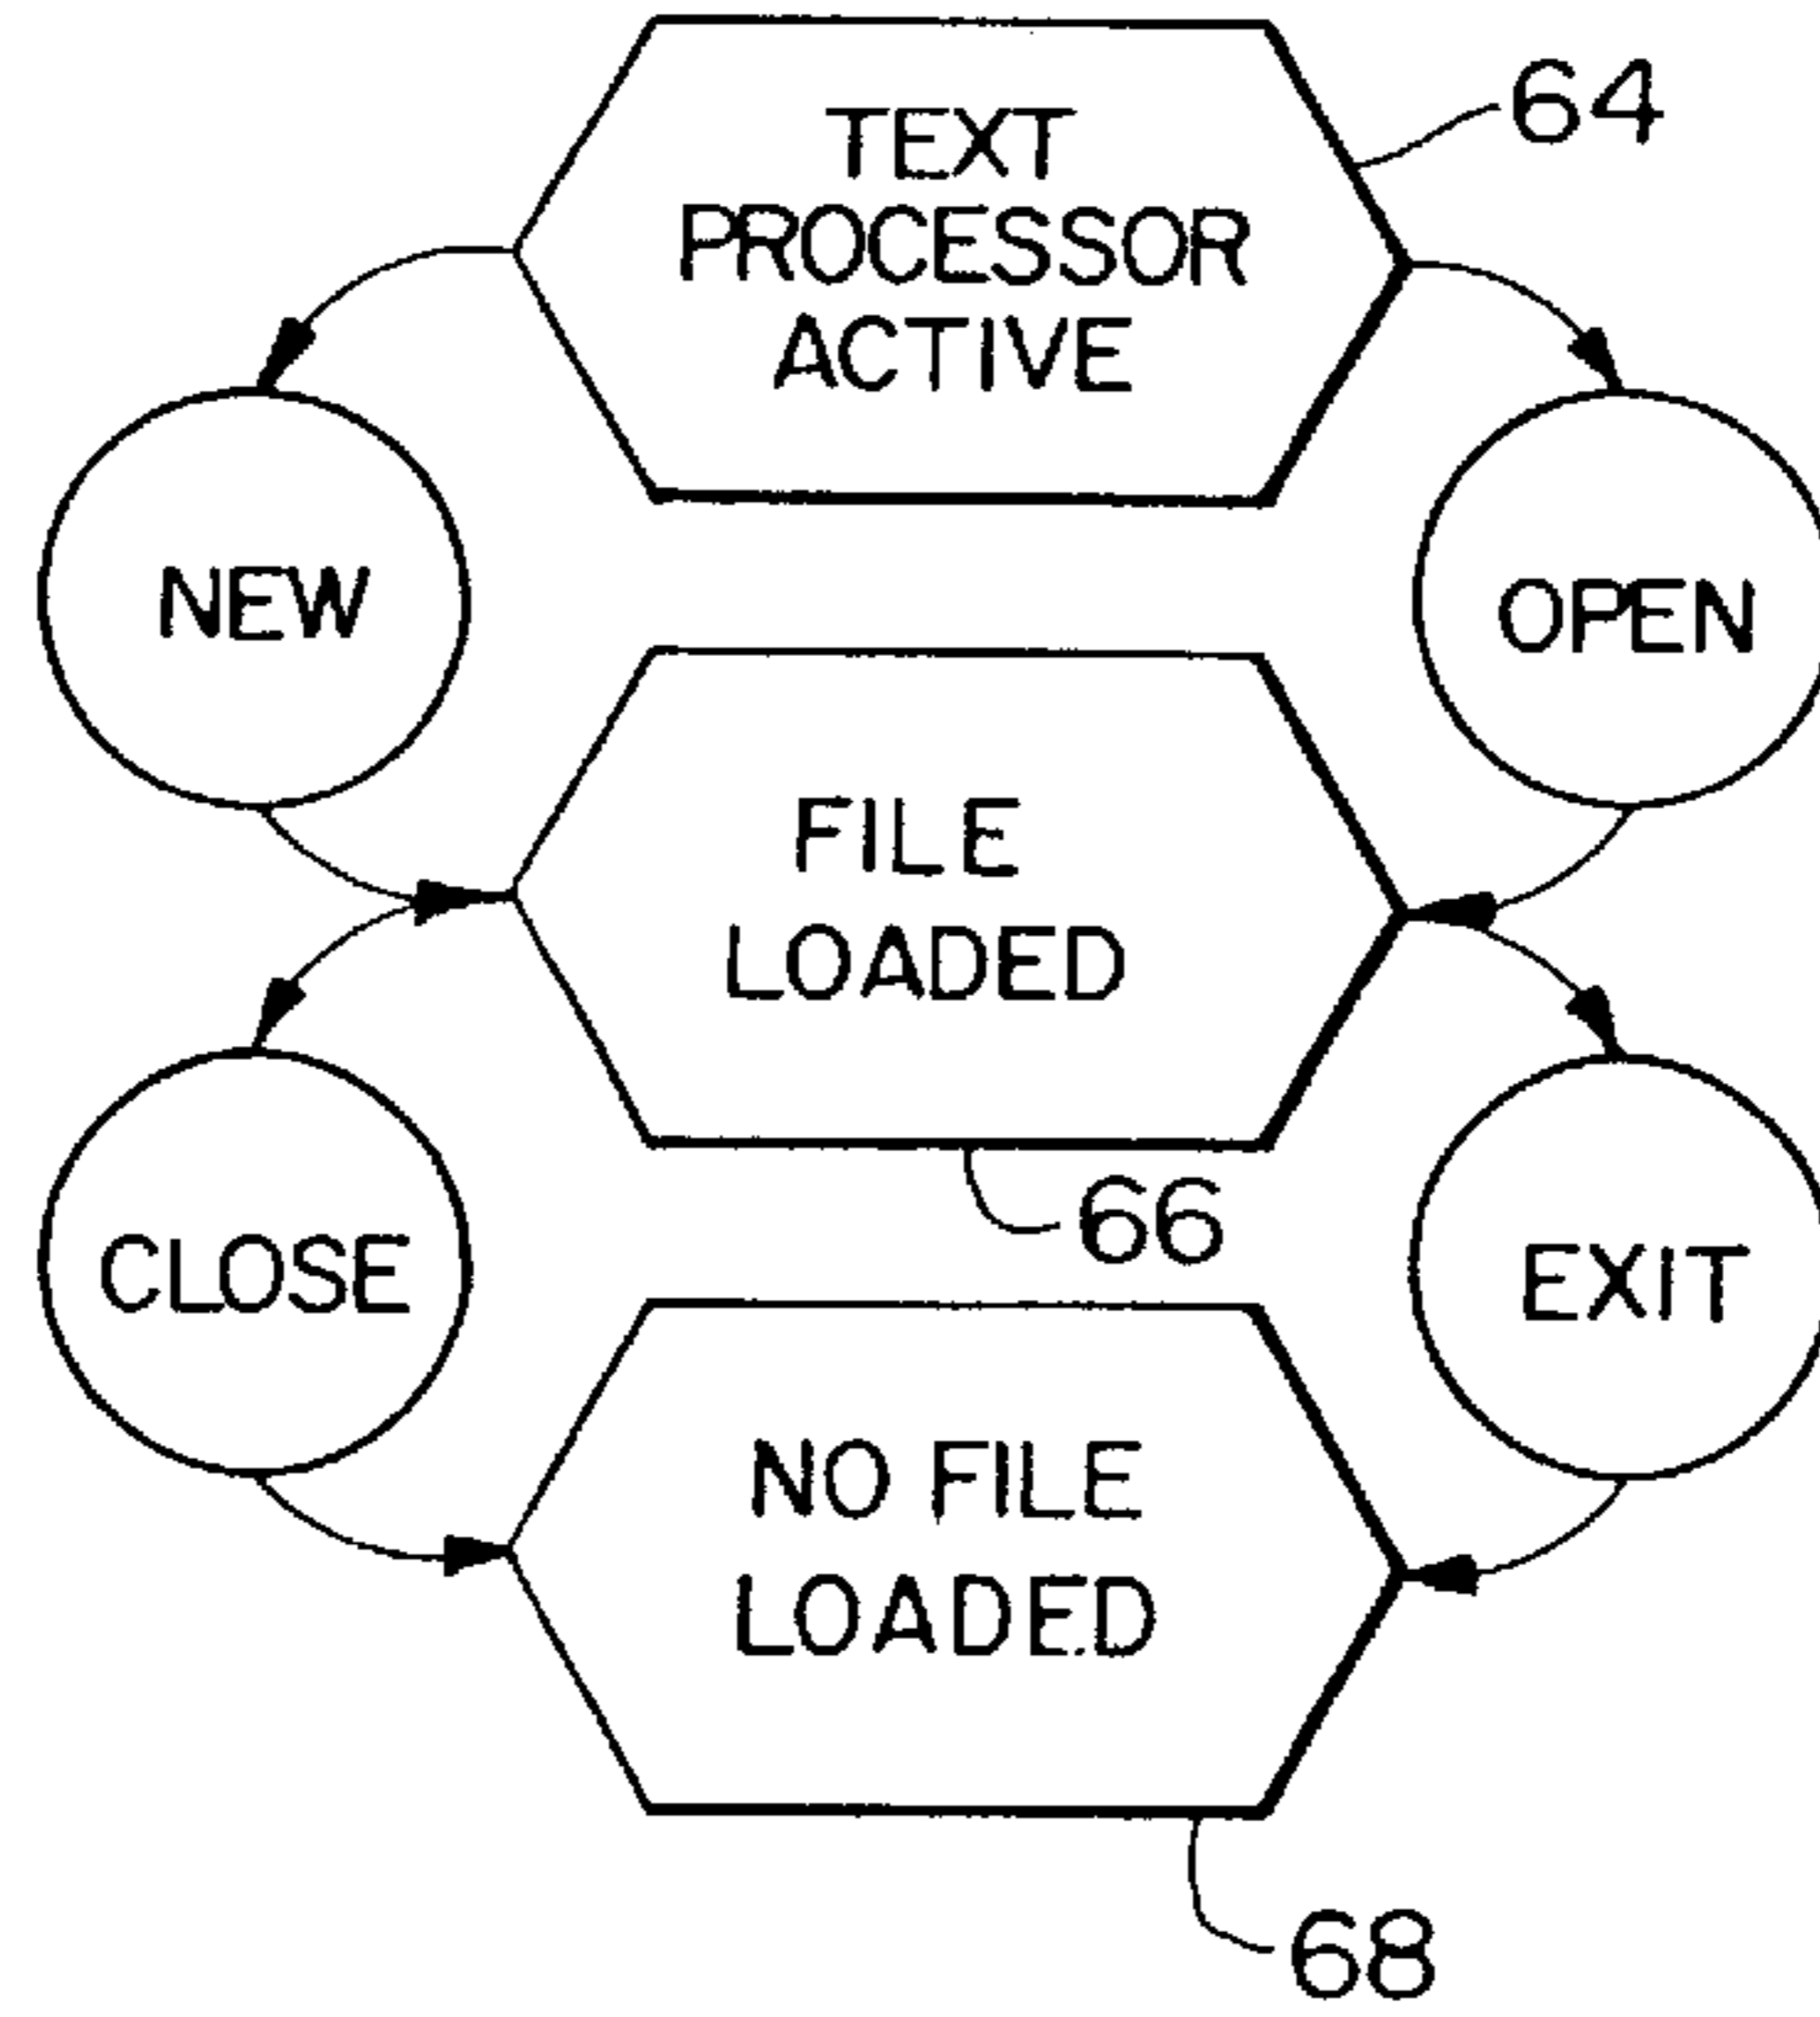 TEXT
PROCESSOR
ACTIVE
64
NEW
OPEN
FILE
LOADED
66
CLOSE
EXIT
NO FILE
LOADED
68